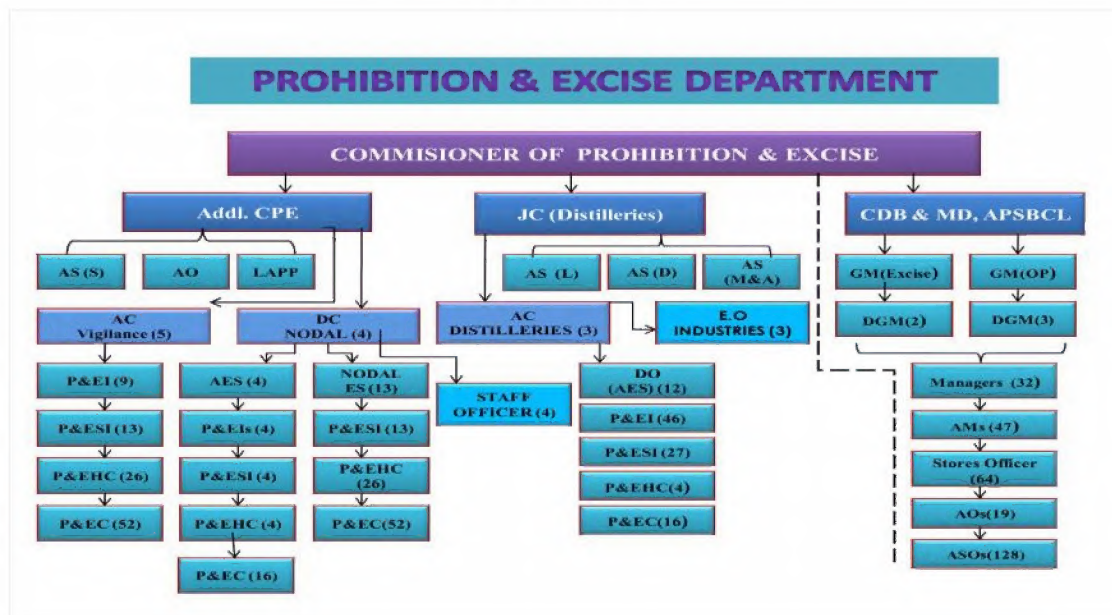 PROHIBITION & EXCISE DEPARTMENT
COMMISIONER OF PROHIBITION & EXCISE
Addl. CPE
JC (Distilleries)
CDB & MD, APSBCL
AS (S)
AO
LAPP
AS (L)
AS (D)
AS
(M&A)
GM(Excise)
GM(OP)
AC
Vigilance (5)
DC
NODAL (4)
AC
DISTILLERIES (3)
E.O
INDUSTRIES (3)
DGM(2)
DGM(3)
P&EI (9)
AES (4)
NODAL
ES (13)
STAFF
OFFICER (4)
DO
(AES) (12)
Managers (32)
P&ESI (13)
P&EIs (4)
P&ESI (13)
P&EI (46)
AMs (47)
P&EHC (26)
P&ESI (4)
P&EHC
(26)
P&ESI (27)
Stores Officer
(64)
P&EC (52)
P&EHC (4)
P&EC(52)
P&EHC(4)
AOs(19)
P&EC (16)
P&EC(16)
ASOs(128)